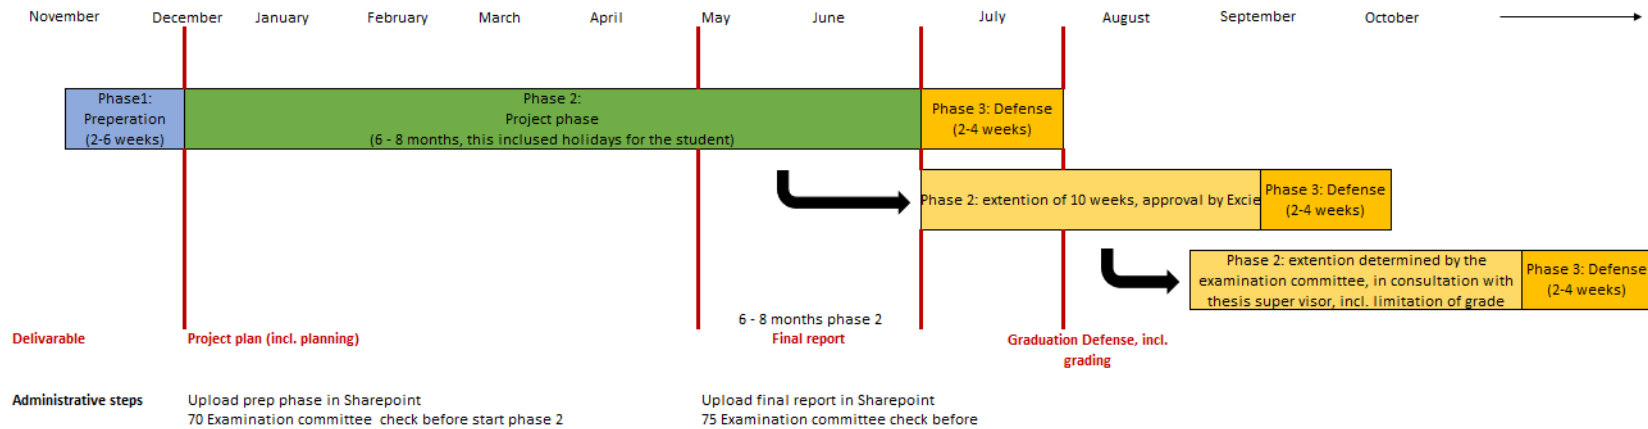 November December January February March April May June July August September October
Phase1:
Preperation
(2-6 weeks)
Phase 2:
Project phase
(6 - 8 months, this inclused holidays for the student)
Phase 3: Defense
(2-4 weeks)
Phase 2: extention of 10 weeks, approval by Excie
Phase 3: Defense
(2-4 weeks)
Phase 2: extention determined by the
examination committee, in consultation with
thesis super visor, incl. limitation of grade
Phase 3: Defense
(2-4 weeks)
6 - 8 months phase 2
Delivarable Project plan (incl. planning) Final report Graduation Defense, incl.
grading
Administrative steps Upload prep phase in Sharepoint Upload final report in Sharepoint
70 Examination committee check before start phase 2 75 Examination committee check before